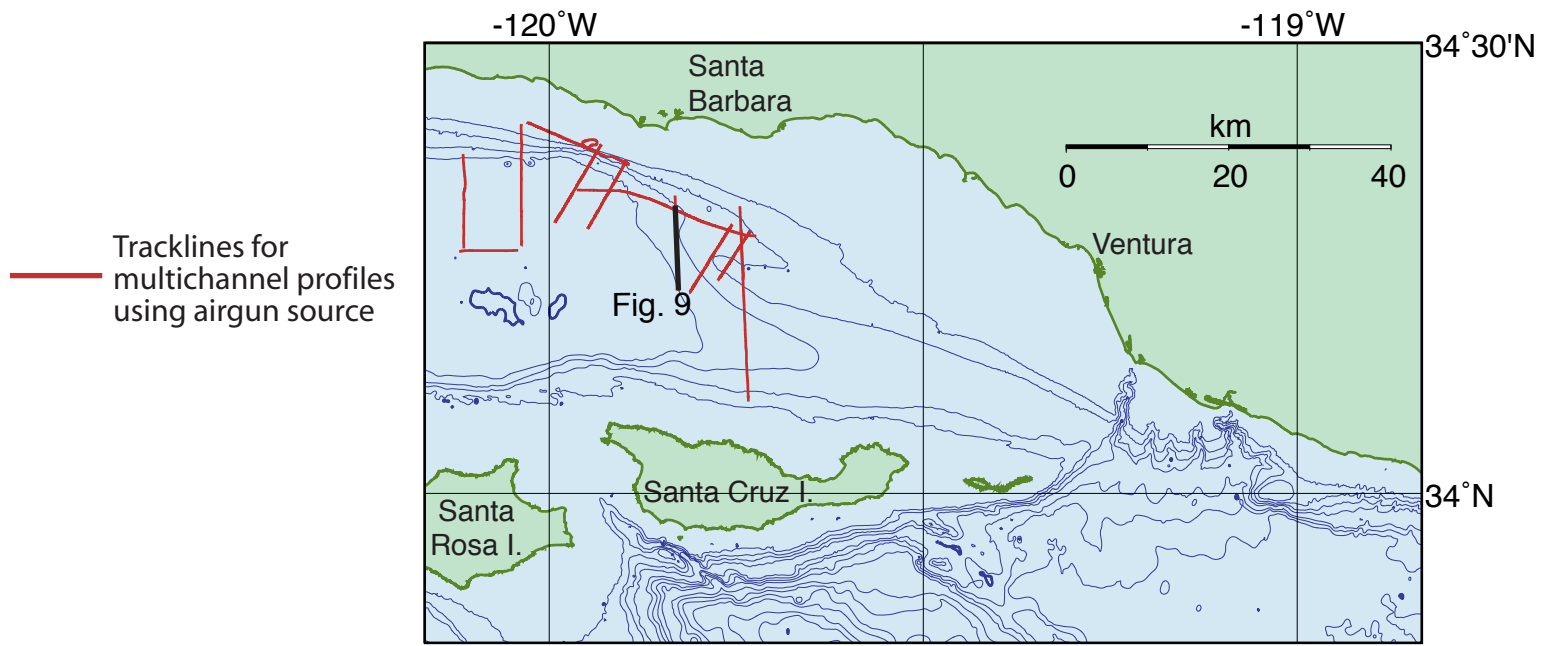 -120˚W
-119˚W
34˚30'N
Santa
Barbara
km
0
20
40
Ventura
Tracklines for
multichannel profiles
using airgun source
Fig. 9
Santa Cruz I.
34˚N
Santa
Rosa I.